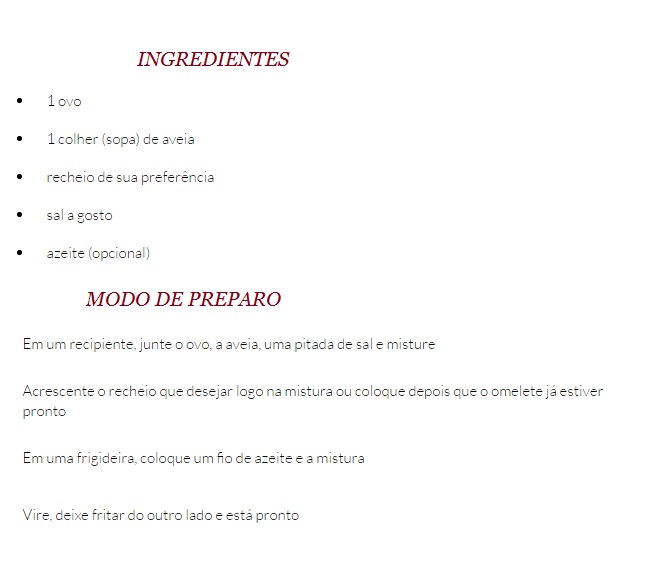 INGREDIENTES
• 1 ovo
• 1 colher (sopa) de aveia
• recheio de sua preferência
• sal a gosto
• azeite (opcional)
MODO DE PREPARO
Em um recipiente, junte o ovo, a aveia, uma pitada de sal e misture
Acrescente o recheio que desejar logo na mistura ou coloque depois que o omelete já estiver
pronto
Em uma frigideira, coloque um fio de azeite e a mistura
Vire, deixe fritar do outro lado e está pronto